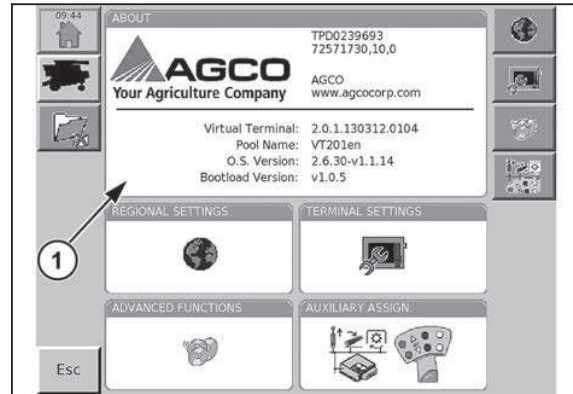 09:44
ABOUT
TPD0239693
72571730,10,0
AGCO
Your Agriculture Company
AGCO
www.agcocorp.com
Virtual Terminal: 2.0.1.130312.0104
Pool Name: VT201en
O.S. Version: 2.6.30-v1.1.14
Bootload Version: v1.0.5
1
REGIONAL SETTINGS
TERMINAL SETTINGS
ADVANCED FUNCTIONS
AUXILIARY ASSIGN.
Esc